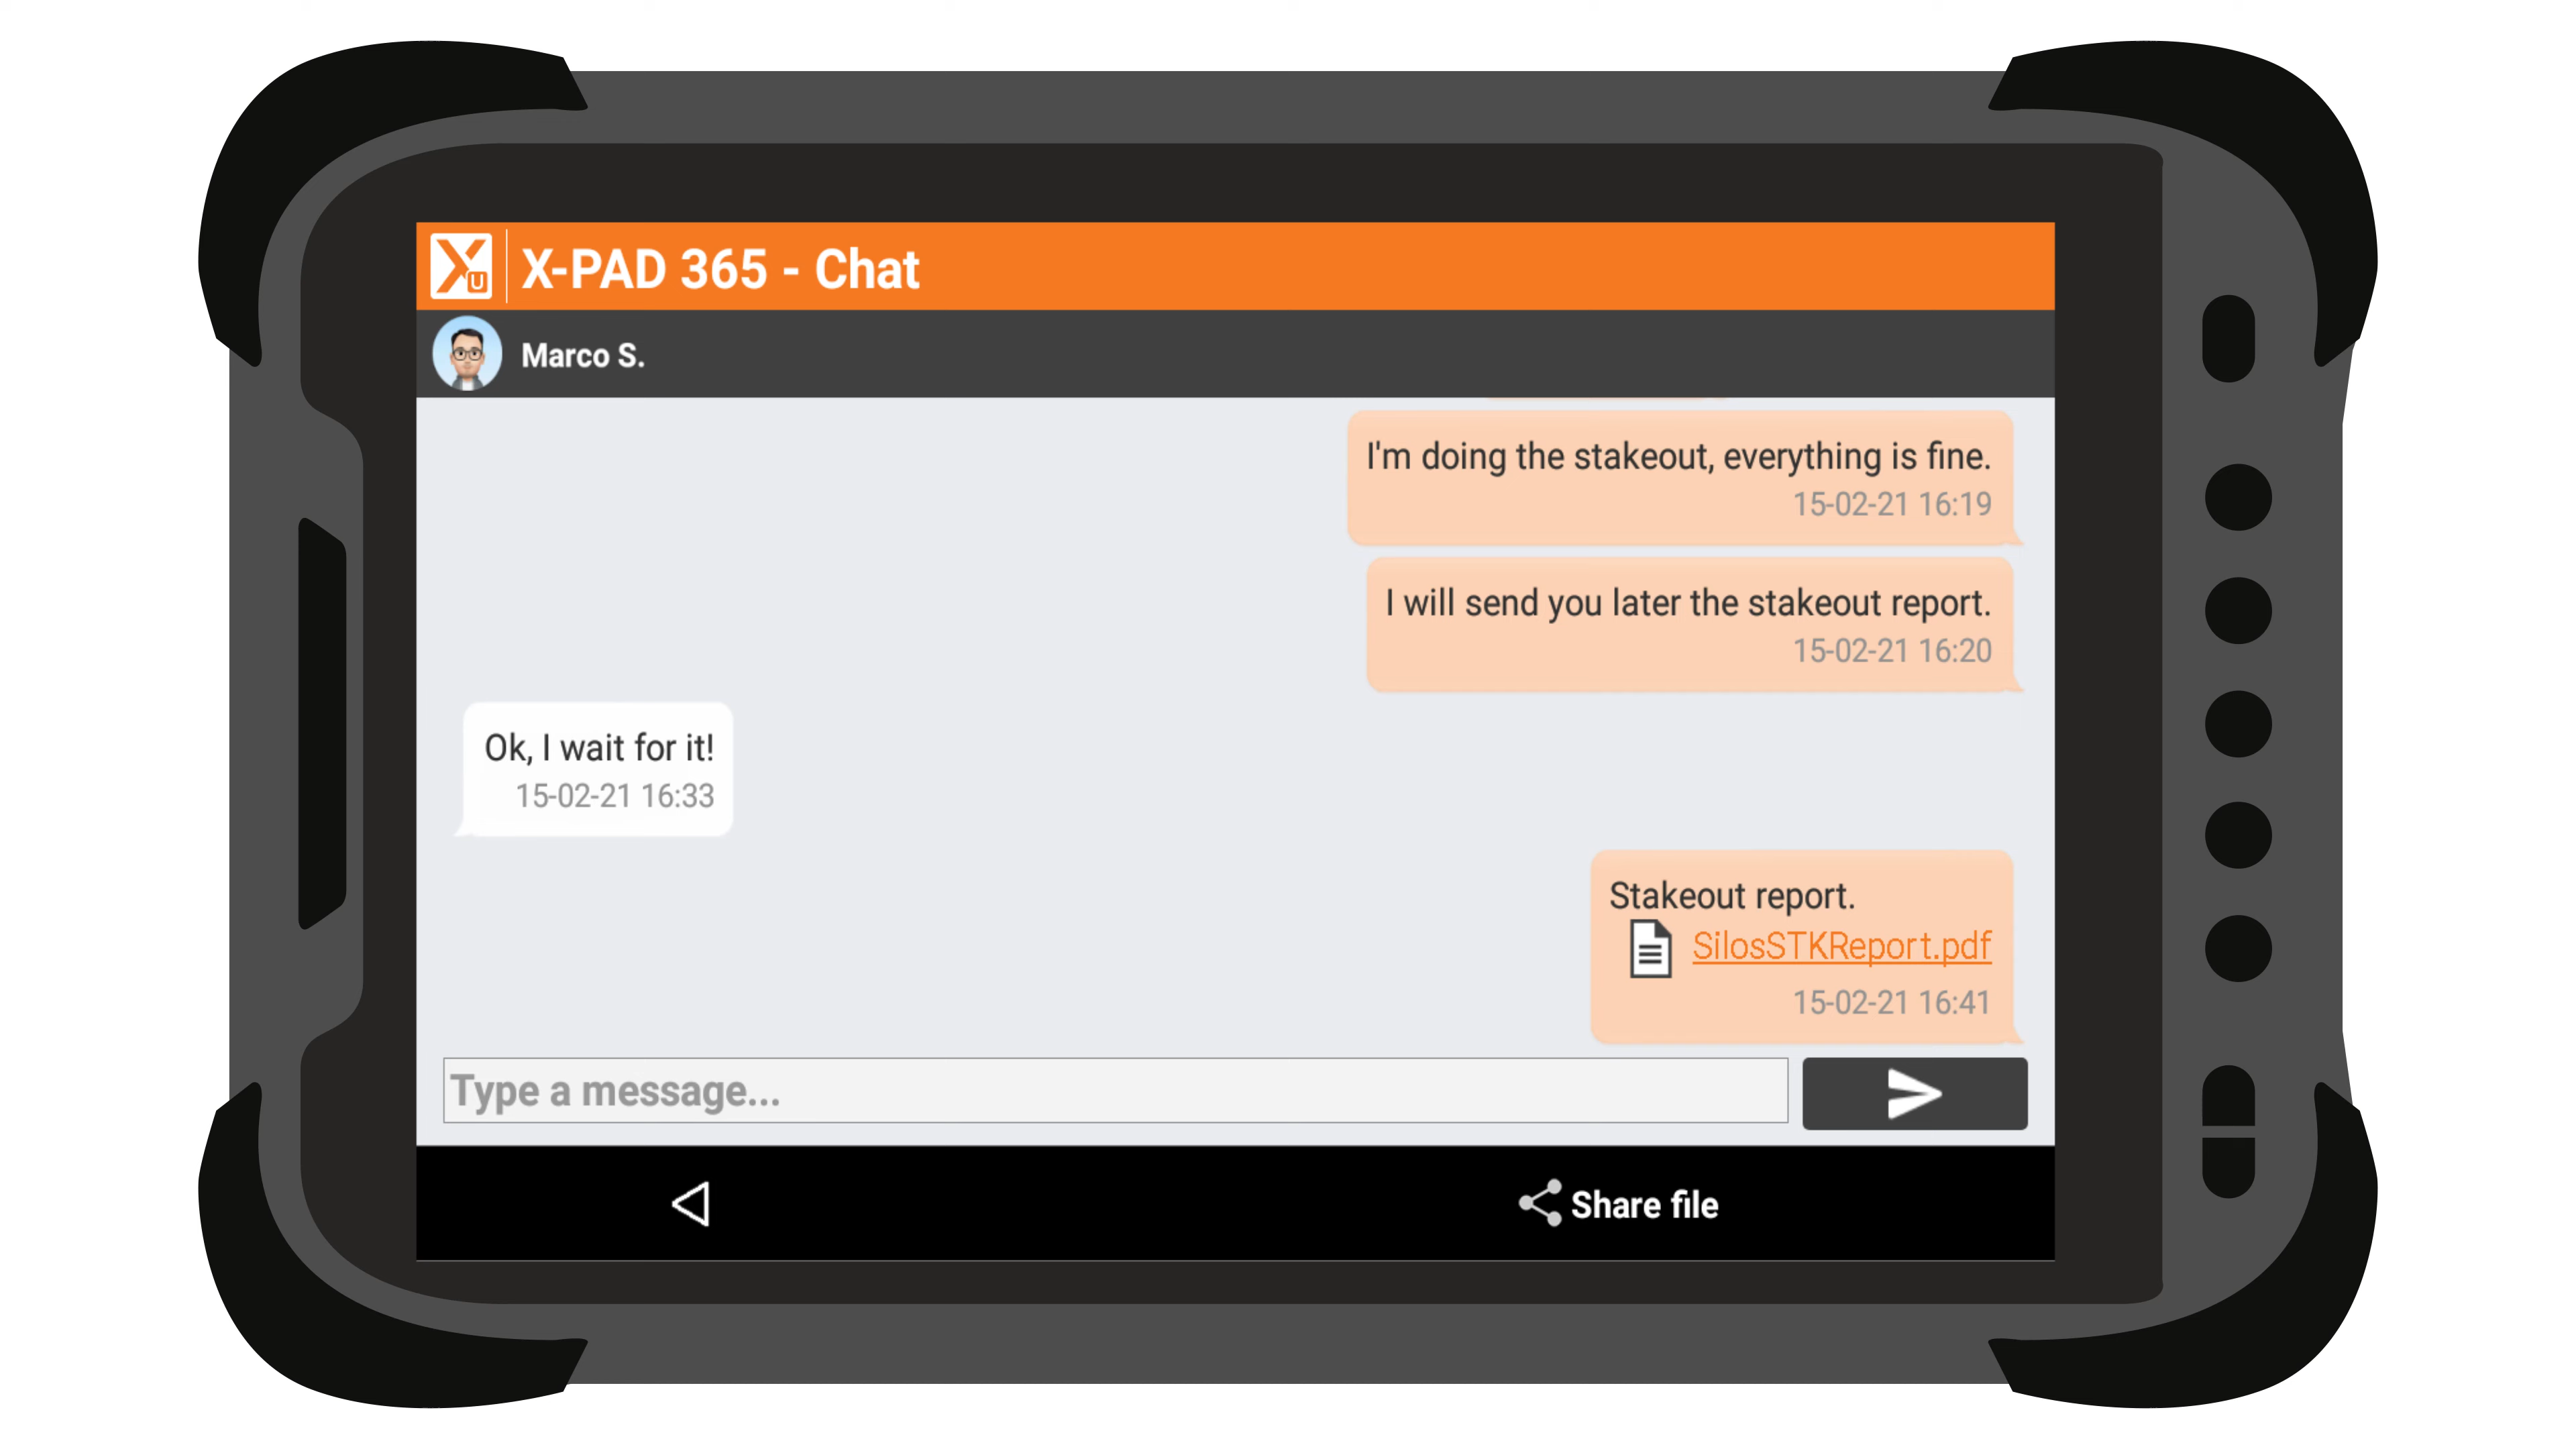 XU
X-PAD 365 - Chat
Marco S.
I'm doing the stakeout, everything is fine.
15-02-21 16:19
I will send you later the stakeout report.
15-02-21 16:20
Ok, I wait for it!
15-02-21 16:33
Stakeout report.
SilosSTKReport.pdf
15-02-21 16:41
Type a message...
Share file